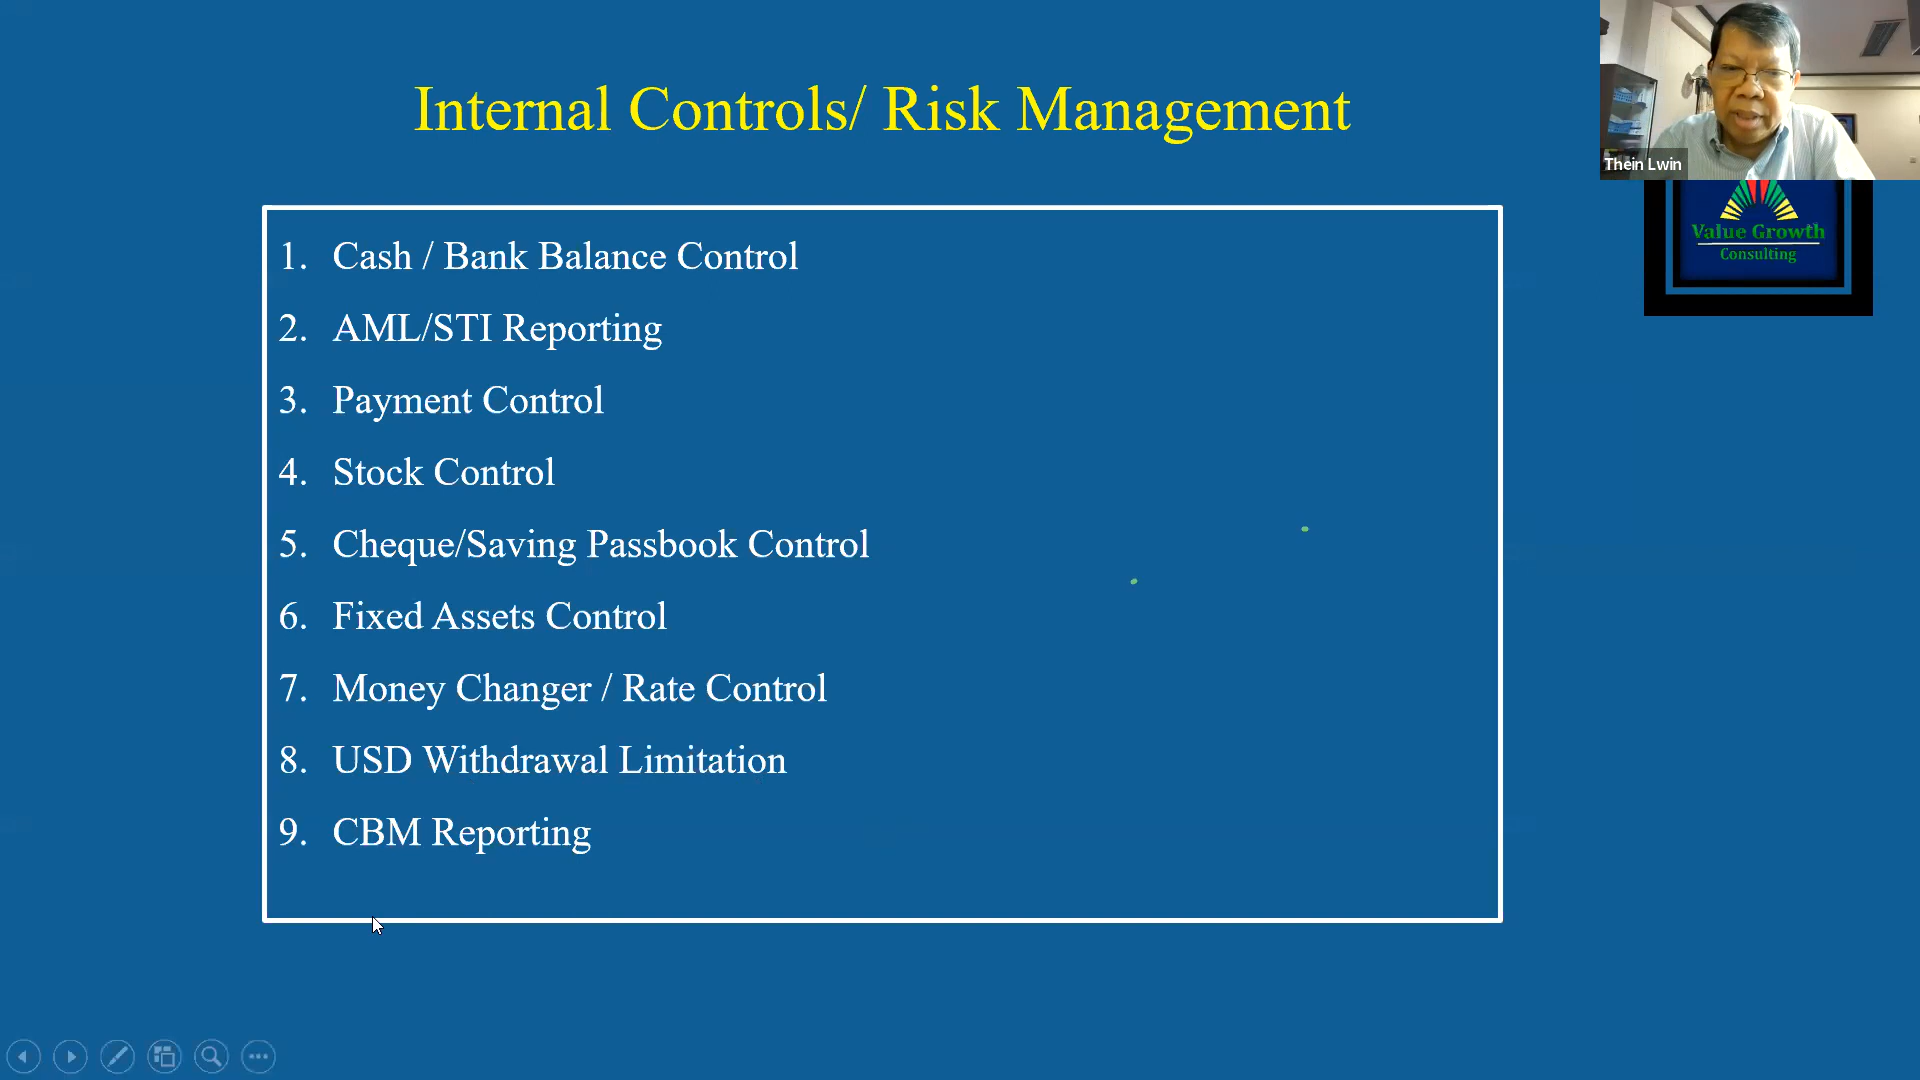 Internal Controls/ Risk Management
Thein Lwin
Value Growth
Consulting
1. Cash / Bank Balance Control
2. AML/STI Reporting
3. Payment Control
4. Stock Control
5. Cheque/Saving Passbook Control
6. Fixed Assets Control
7. Money Changer / Rate Control
8. USD Withdrawal Limitation
9. CBM Reporting